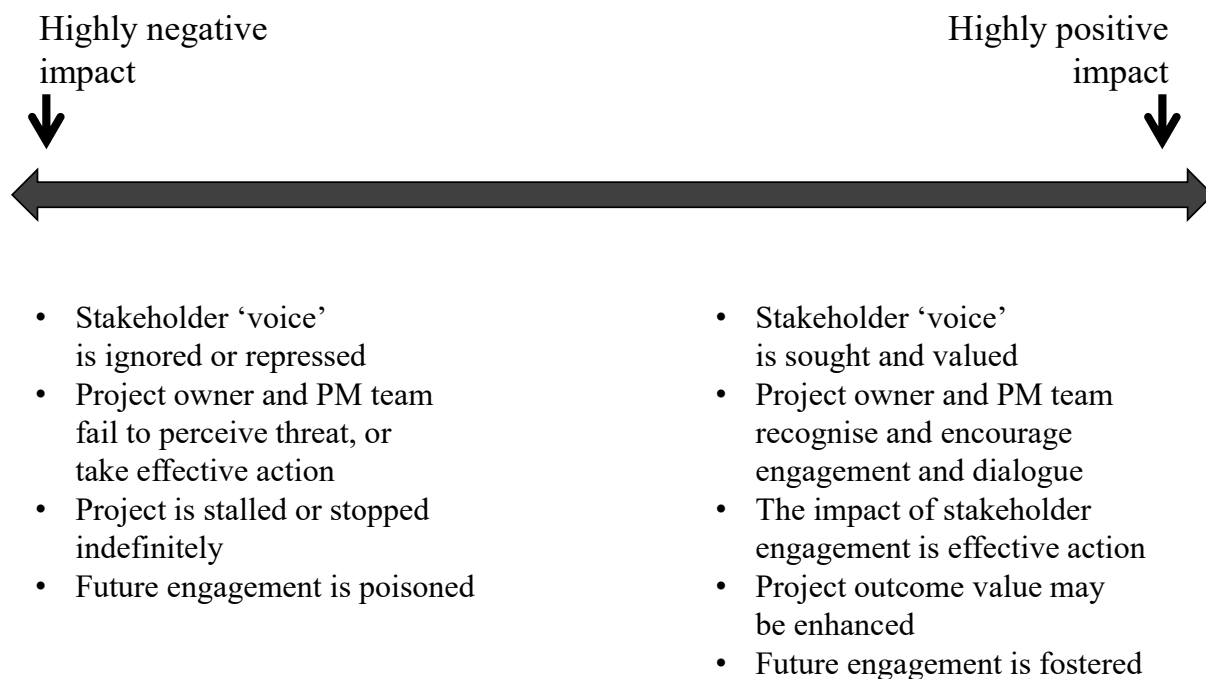 Highly negative
impact
Highly positive
impact
• Stakeholder ‘voice’
is ignored or repressed
• Project owner and PM team
fail to perceive threat, or
take effective action
• Project is stalled or stopped
indefinitely
• Future engagement is poisoned
• Stakeholder ‘voice’
is sought and valued
• Project owner and PM team
recognise and encourage
engagement and dialogue
• The impact of stakeholder
engagement is effective action
• Project outcome value may
be enhanced
• Future engagement is fostered